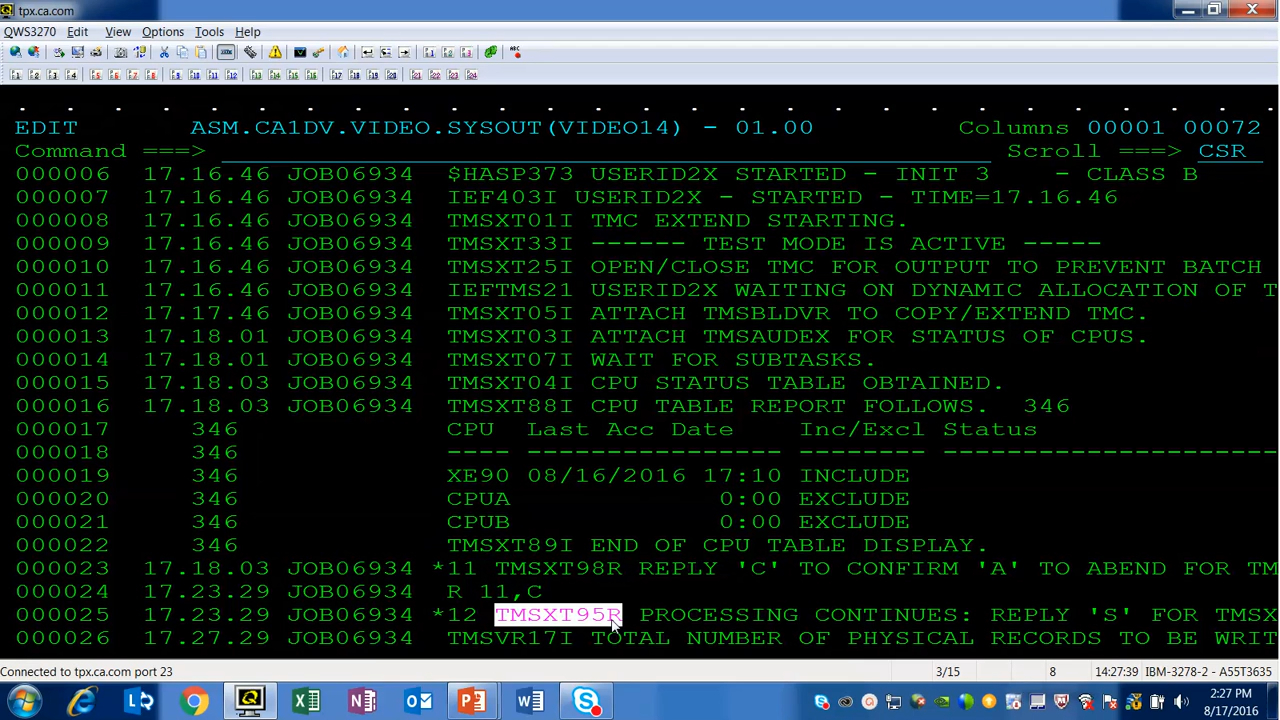 tpx.ca.com
QWS3270 Edit View Options Tools Help
EDIT ASM.CA1DV.VIDEO.SYSOUT(VIDEO14) - 01.00 Columns 00001 00072
Command ===> Scroll ===> CSR
000006 17.16.46 JOB06934 $HASP373 USERID2X STARTED - INIT 3 - CLASS B
000007 17.16.46 JOB06934 IEF403I USERID2X - STARTED - TIME=17.16.46
000008 17.16.46 JOB06934 TMSXT01I TMC EXTEND STARTING.
000009 17.16.46 JOB06934 TMSXT33I ------ TEST MODE IS ACTIVE -----
000010 17.16.46 JOB06934 TMSXT25I OPEN/CLOSE TMC FOR OUTPUT TO PREVENT BATCH
000011 17.16.46 JOB06934 IEFTMS21 USERID2X WAITING ON DYNAMIC ALLOCATION OF T
000012 17.17.46 JOB06934 TMSXT05I ATTACH TMSBLDVR TO COPY/EXTEND TMC.
000013 17.18.01 JOB06934 TMSXT03I ATTACH TMSAUDEX FOR STATUS OF CPUS.
000014 17.18.01 JOB06934 TMSXT07I WAIT FOR SUBTASKS.
000015 17.18.03 JOB06934 TMSXT04I CPU STATUS TABLE OBTAINED.
000016 17.18.03 JOB06934 TMSXT88I CPU TABLE REPORT FOLLOWS. 346
000017 346 CPU Last Acc Date Inc/Excl Status
000018 346 ---- ---------------- -------- ---------------------
000019 346 XE90 08/16/2016 17:10 INCLUDE
000020 346 CPUA 0:00 EXCLUDE
000021 346 CPUB 0:00 EXCLUDE
000022 346 TMSXT89I END OF CPU TABLE DISPLAY.
000023 17.18.03 JOB06934 *11 TMSXT98R REPLY 'C' TO CONFIRM 'A' TO ABEND FOR TM
000024 17.23.29 JOB06934 R 11,C
000025 17.23.29 JOB06934 *12 TMSXT95R PROCESSING CONTINUES: REPLY 'S' FOR TMSX
000026 17.27.29 JOB06934 TMSVR17I TOTAL NUMBER OF PHYSICAL RECORDS TO BE WRIT
Connected to tpx.ca.com port 23 3/15 8 14:27:39 IBM-3278-2 - A55T3635
2:27 PM
8/17/2016